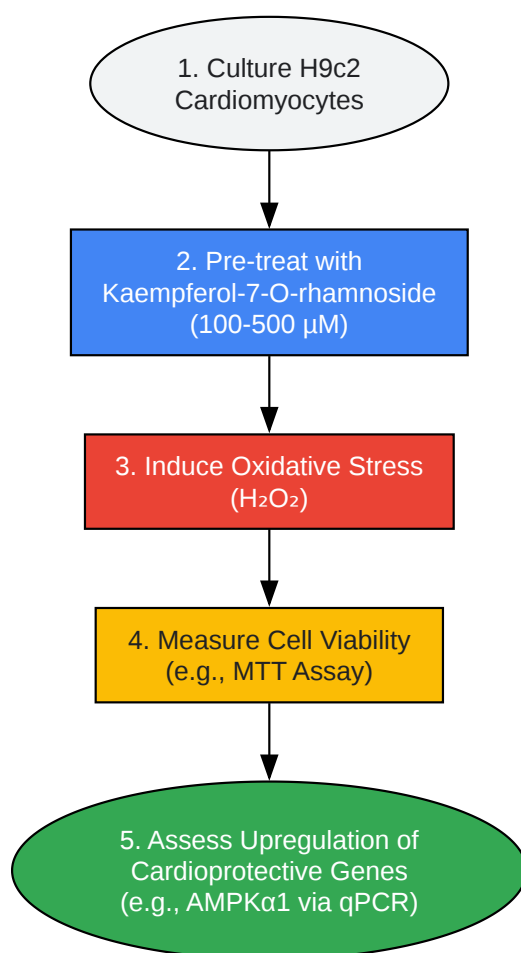 1. Culture H9c2
Cardiomyocytes
2. Pre-treat with
Kaempferol-7-O-rhamnoside
(100-500 µM)
3. Induce Oxidative Stress
(H₂O₂)
4. Measure Cell Viability
(e.g., MTT Assay)
5. Assess Upregulation of
Cardioprotective Genes
(e.g., AMPKα1 via qPCR)